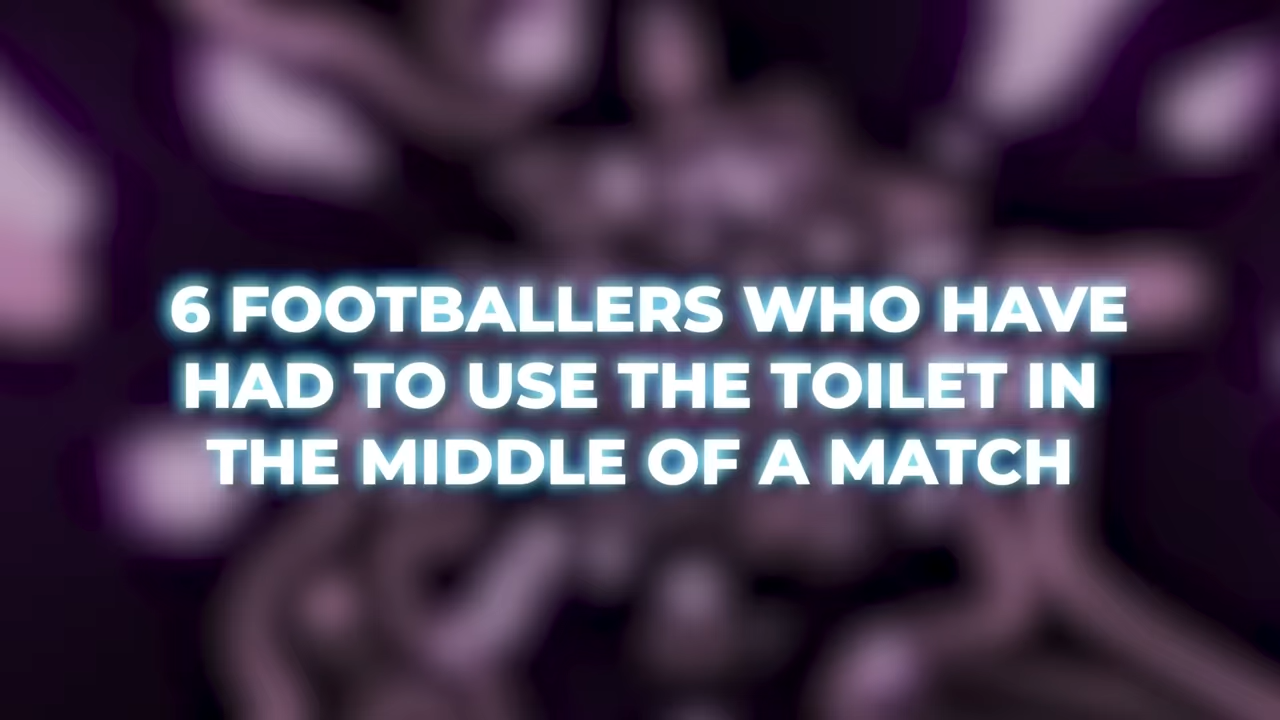 6 FOOTBALLERS WHO HAVE
HAD TO USE THE TOILET IN
THE MIDDLE OF A MATCH